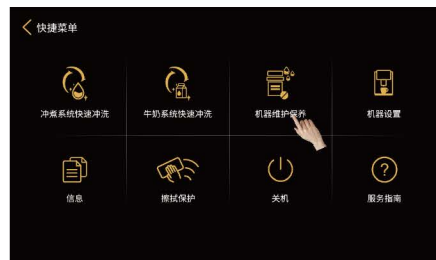 快捷菜单
冲煮系统快速冲洗
牛奶系统快速冲洗
机器维护保养
机器设置
信息
擦拭保护
关机
服务指南